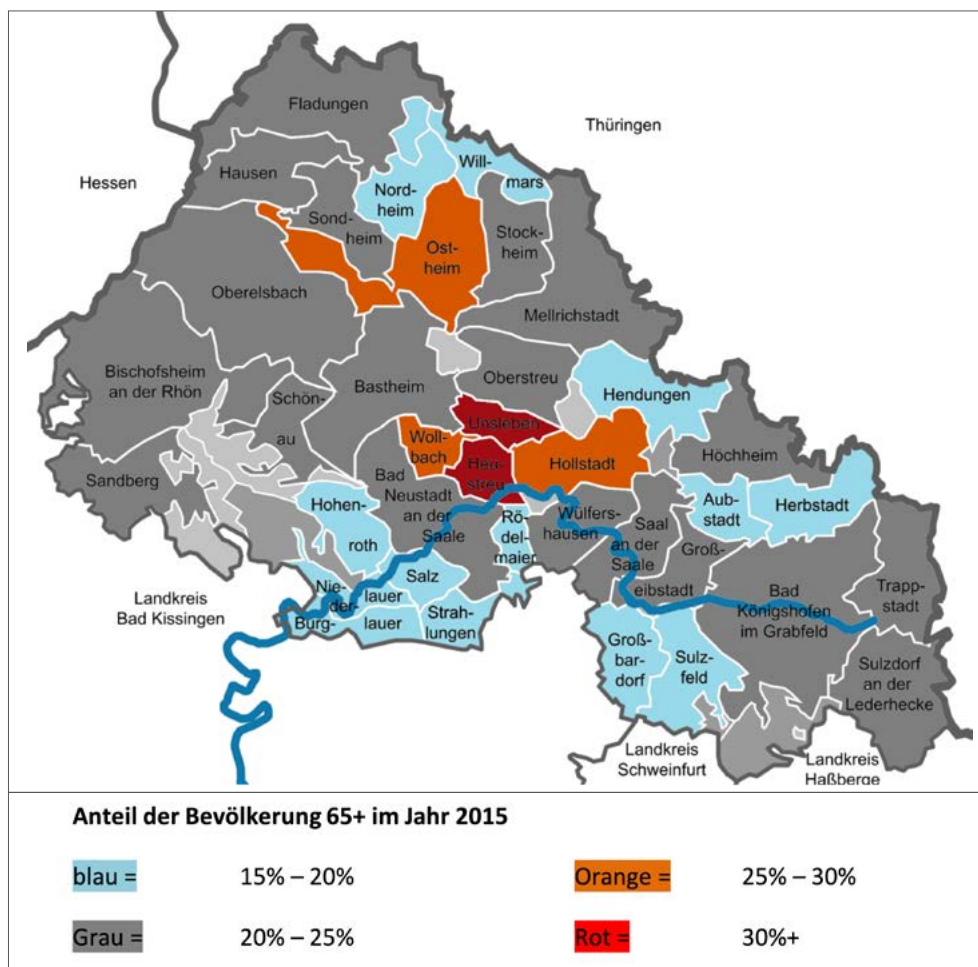 Fladungen
Thüringen
Hessen
Hausen
Will-
mars
Nord-
heim
Sond-
heim
Ost-
heim
Stock-
heim
Oberelsbach
Mellrichstadt
Bischofsheim
an der Rhön
Schön-
au
Bastheim
Oberstreu
Hendungen
Unsleben
Woll-
bach
Heu-
streu
Hollstadt
Höchheim
Sandberg
Bad
Neustadt
an der
Saale
Hohen-
roth
Rö-
del-
maier
Wülfers-
hausen
Saal
an der
Saale
Aub-
stadt
Herbstadt
Groß-
eibstadt
Landkreis
Bad Kissingen
Nie-
der-
lauer
Salz
Burg-
lauer
Strah-
lungen
Bad
Königshofen
im Grabfeld
Trapp-
stadt
Groß-
bar-
dorf
Sulz-
feld
Sulzdorf
an der
Lederhecke
Landkreis
Schweinfurt
Landkreis
Haßberge
Anteil der Bevölkerung 65+ im Jahr 2015
blau = 15% – 20%
Orange = 25% – 30%
Grau = 20% – 25%
Rot = 30%+